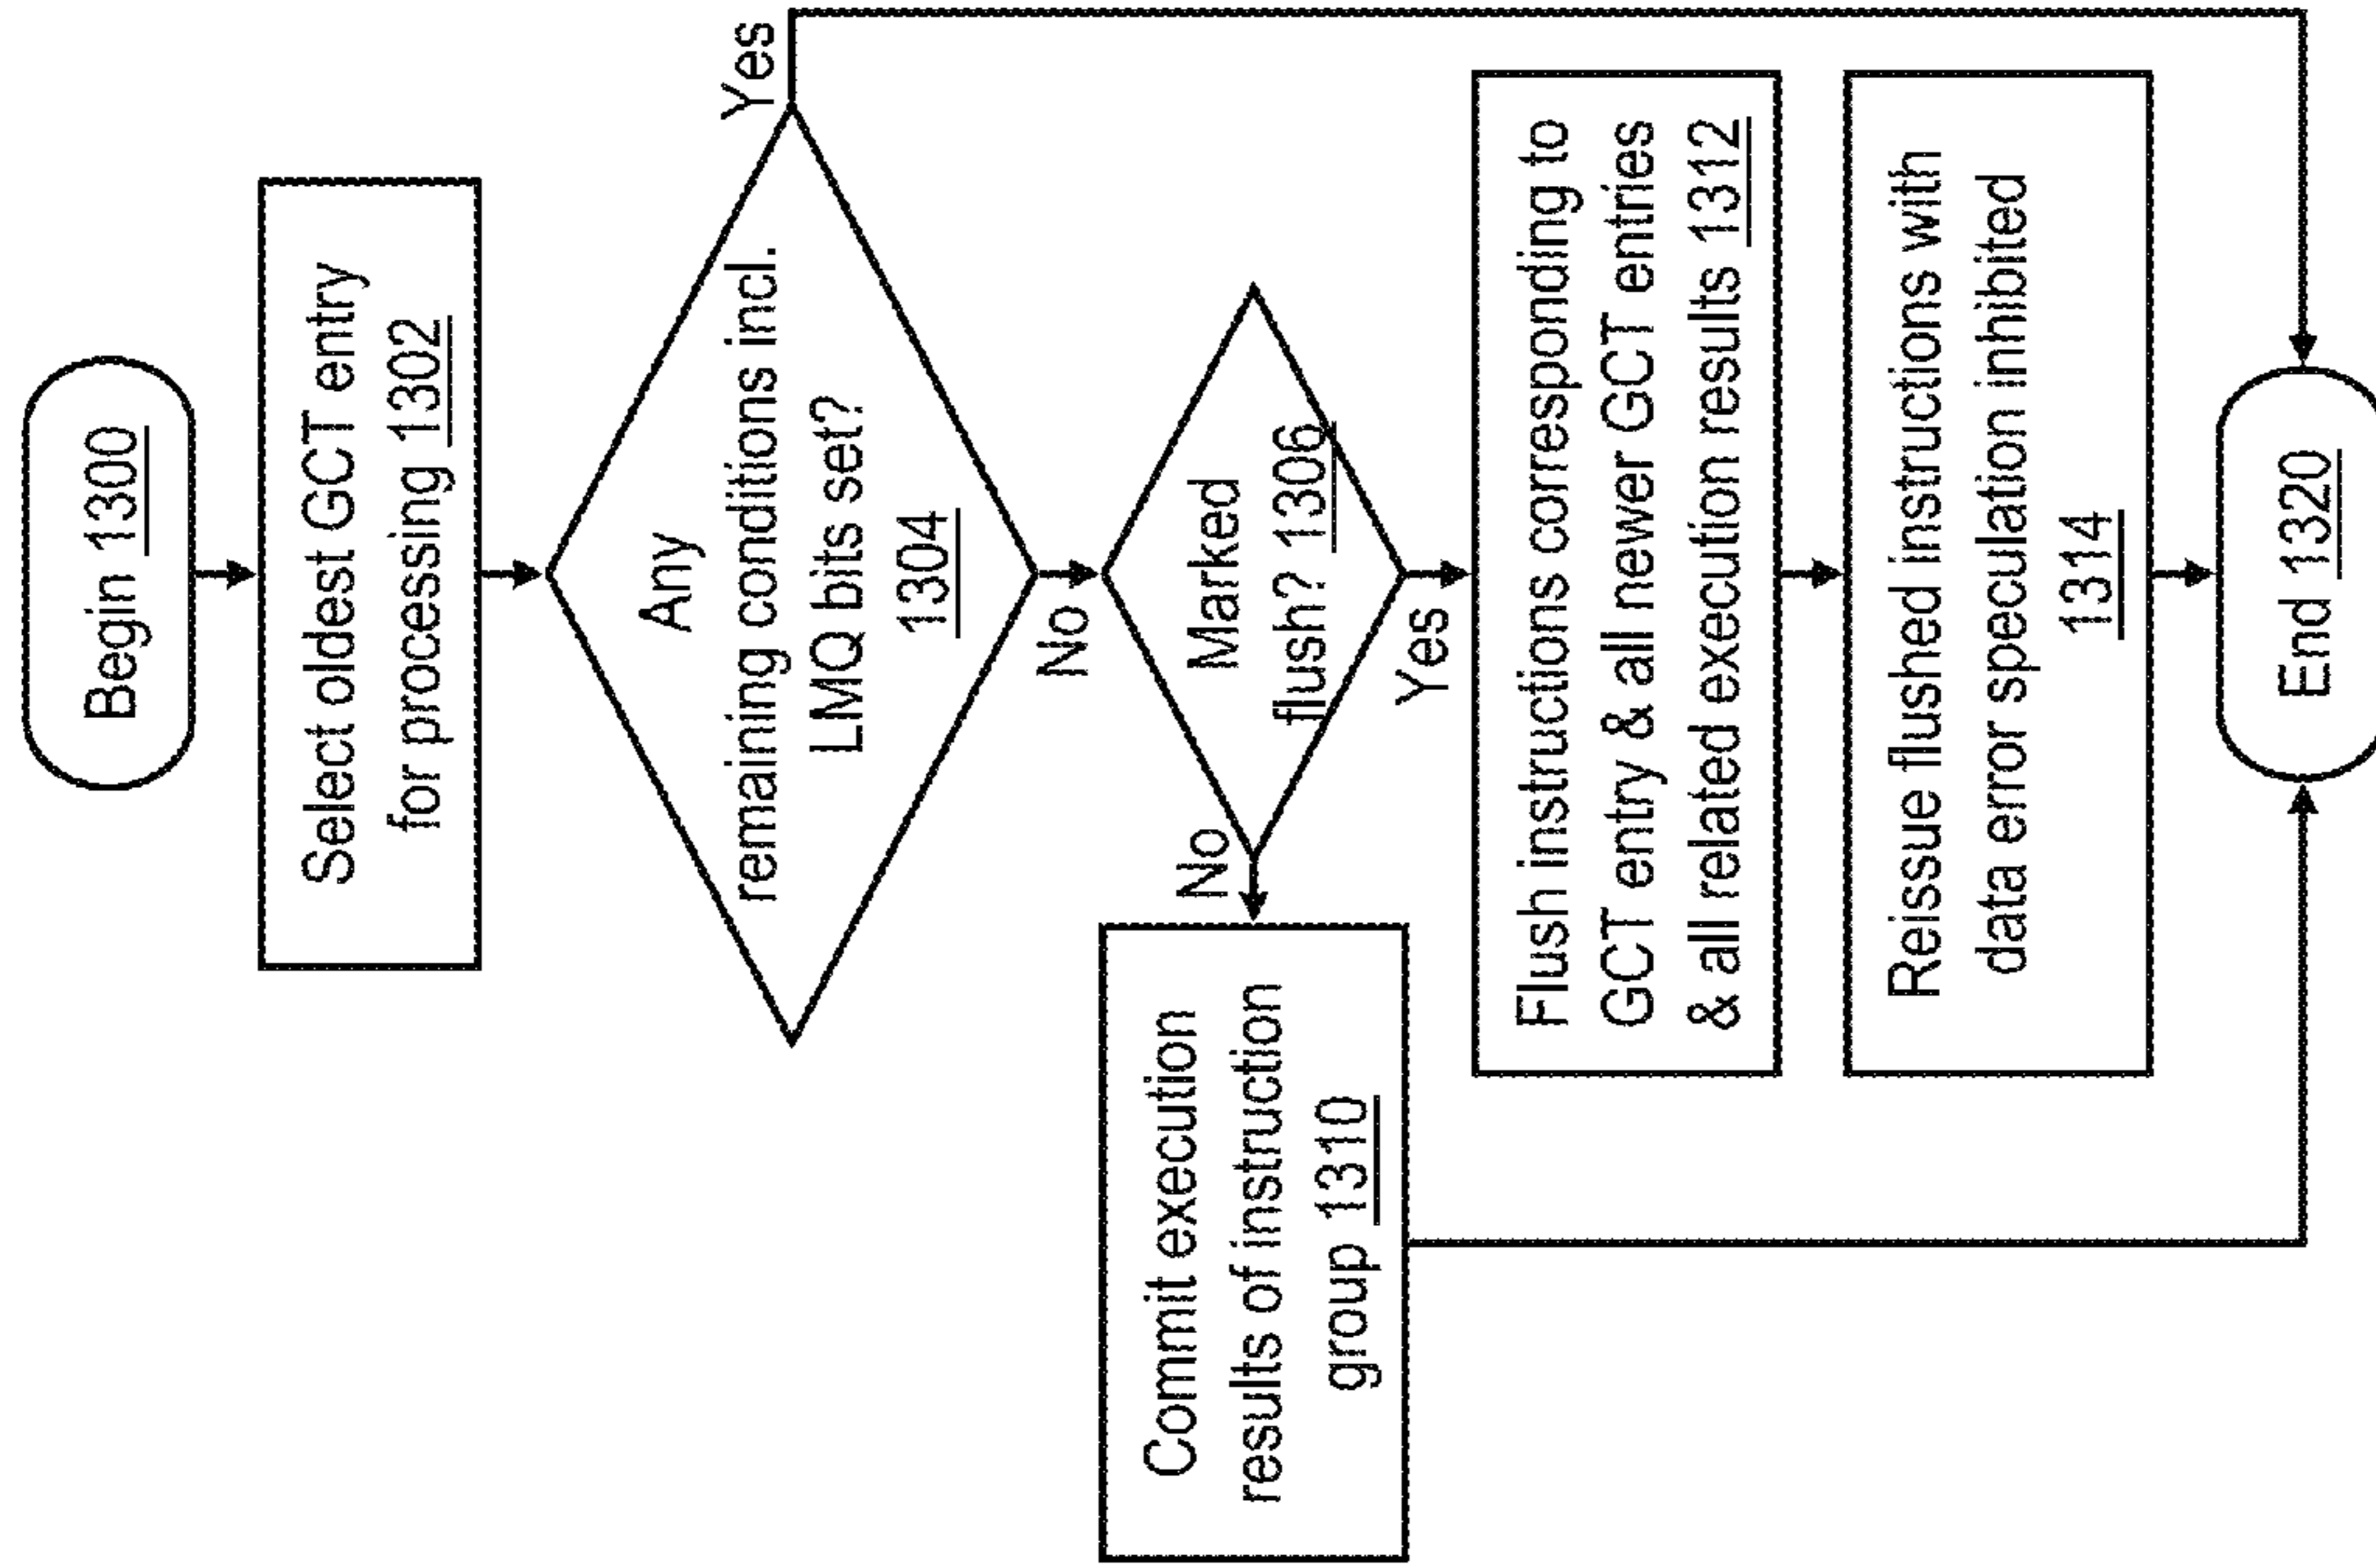 Begin 1300
Select oldest GCT entry
for processing 1302
Any
remaining conditions incl.
LMQ bits set?
1304
Yes
No
Marked
flush? 1306
No
Yes
Commit execution
results of instruction
group 1310
Flush instructions corresponding to
GCT entry & all newer GCT entries
& all related execution results 1312
Reissue flushed instructions with
data error speculation inhibited
1314
End 1320